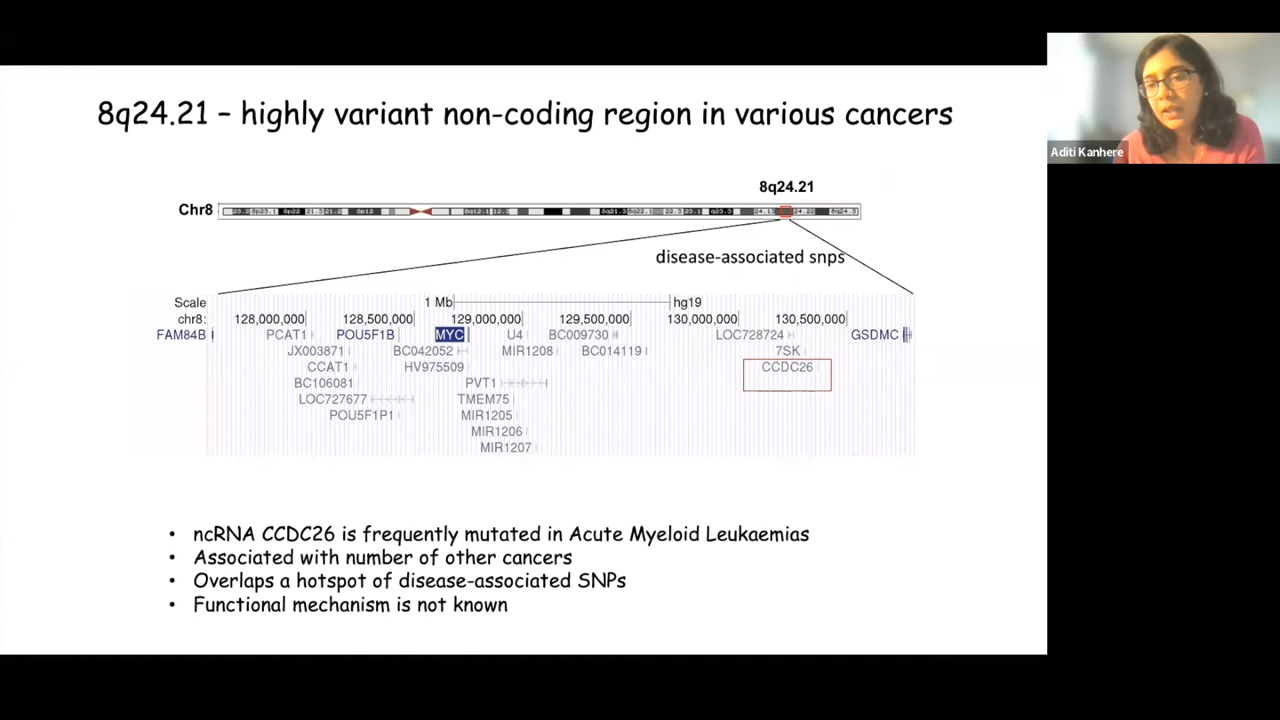 8q24.21 – highly variant non-coding region in various cancers
Aditi Kanhere
8q24.21
Chr8
disease-associated snps
Scale 1 Mb hg19
chr8: 128,000,000 128,500,000 129,000,000 129,500,000 130,000,000 130,500,000
FAM84B PCAT1 POU5F1B MYC U4 BC009730 LOC728724 GSDMC
JX003871 BC042052 MIR1208 BC014119 7SK
CCAT1 HV975509 CCDC26
BC106081 PVT1
LOC727677 TMEM75
POU5F1P1 MIR1205
MIR1206
MIR1207
• ncRNA CCDC26 is frequently mutated in Acute Myeloid Leukaemias
• Associated with number of other cancers
• Overlaps a hotspot of disease-associated SNPs
• Functional mechanism is not known